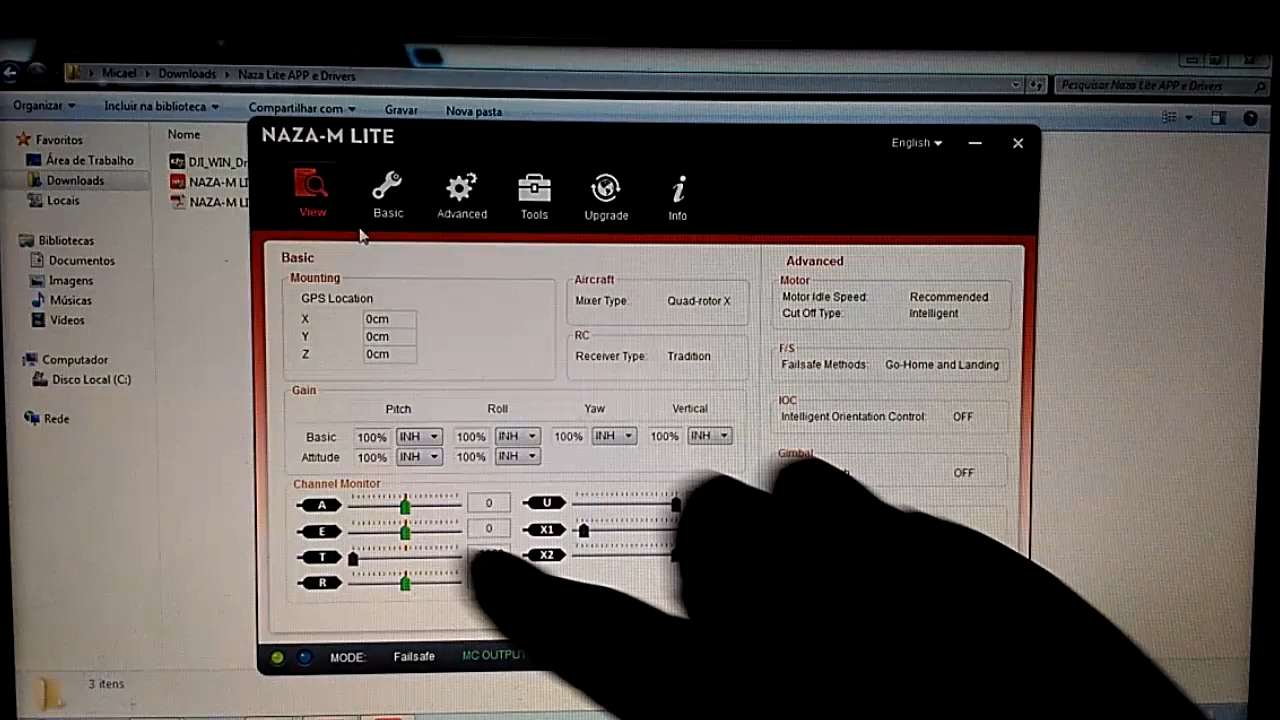 Micael Downloads Naza Lite APP e Drivers
Pesquisar Naza Lite APP e Drivers
Organizar Incluir na biblioteca Compartilhar com Gravar Nova pasta
Favoritos
Área de Trabalho
Downloads
Locais
Bibliotecas
Documentos
Imagens
Músicas
Vídeos
Computador
Disco Local (C:)
Rede
3 itens
Nome
DJI_WIN_Dr
NAZA-M LI
NAZA-M LI
NAZA-M LITE
English
View Basic Advanced Tools Upgrade Info
Basic
Mounting
GPS Location
X 0cm
Y 0cm
Z 0cm
Aircraft
Mixer Type: Quad-rotor X
RC
Receiver Type: Tradition
Gain
Pitch Roll Yaw Vertical
Basic 100% INH 100% INH 100% INH 100% INH
Attitude 100% INH 100% INH
Channel Monitor
A 0 U
E 0 X1
T X2
R
Advanced
Motor
Motor Idle Speed: Recommended
Cut Off Type: Intelligent
F/S
Failsafe Methods: Go-Home and Landing
IOC
Intelligent Orientation Control: OFF
Gimbal
OFF
MODE: Failsafe MC OUTPUT